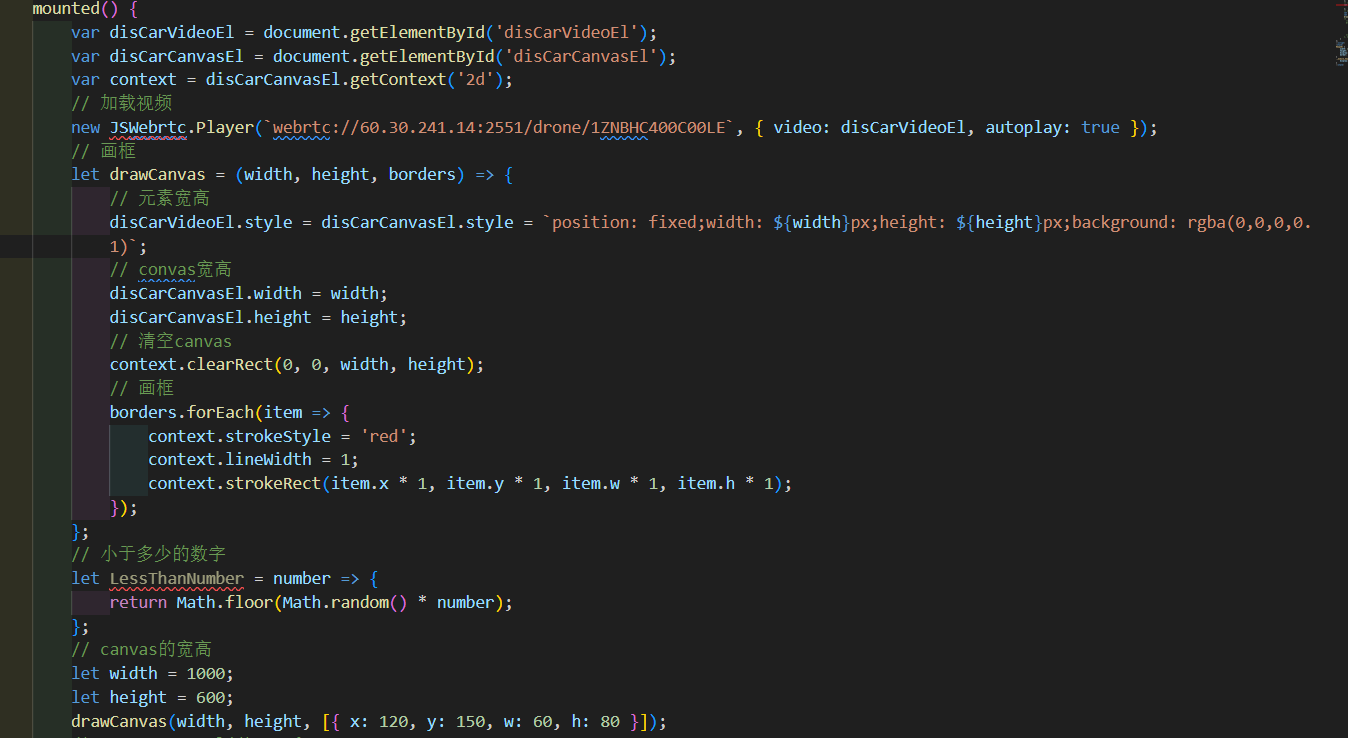 mounted() {
var disCarVideoEl = document.getElementById('disCarVideoEl');
var disCarCanvasEl = document.getElementById('disCarCanvasEl');
var context = disCarCanvasEl.getContext('2d');
// 加载视频
new JSWebrtc.Player(`webrtc://60.30.241.14:2551/drone/1ZNBHC400C00LE`, { video: disCarVideoEl, autoplay: true });
// 画框
let drawCanvas = (width, height, borders) => {
// 元素宽高
disCarVideoEl.style = disCarCanvasEl.style = `position: fixed;width: ${width}px;height: ${height}px;background: rgba(0,0,0,0.
1)`;
// convas宽高
disCarCanvasEl.width = width;
disCarCanvasEl.height = height;
// 清空canvas
context.clearRect(0, 0, width, height);
// 画框
borders.forEach(item => {
context.strokeStyle = 'red';
context.lineWidth = 1;
context.strokeRect(item.x * 1, item.y * 1, item.w * 1, item.h * 1);
});
};
// 小于多少的数字
let LessThanNumber = number => {
return Math.floor(Math.random() * number);
};
// canvas的宽高
let width = 1000;
let height = 600;
drawCanvas(width, height, [{ x: 120, y: 150, w: 60, h: 80 }]);